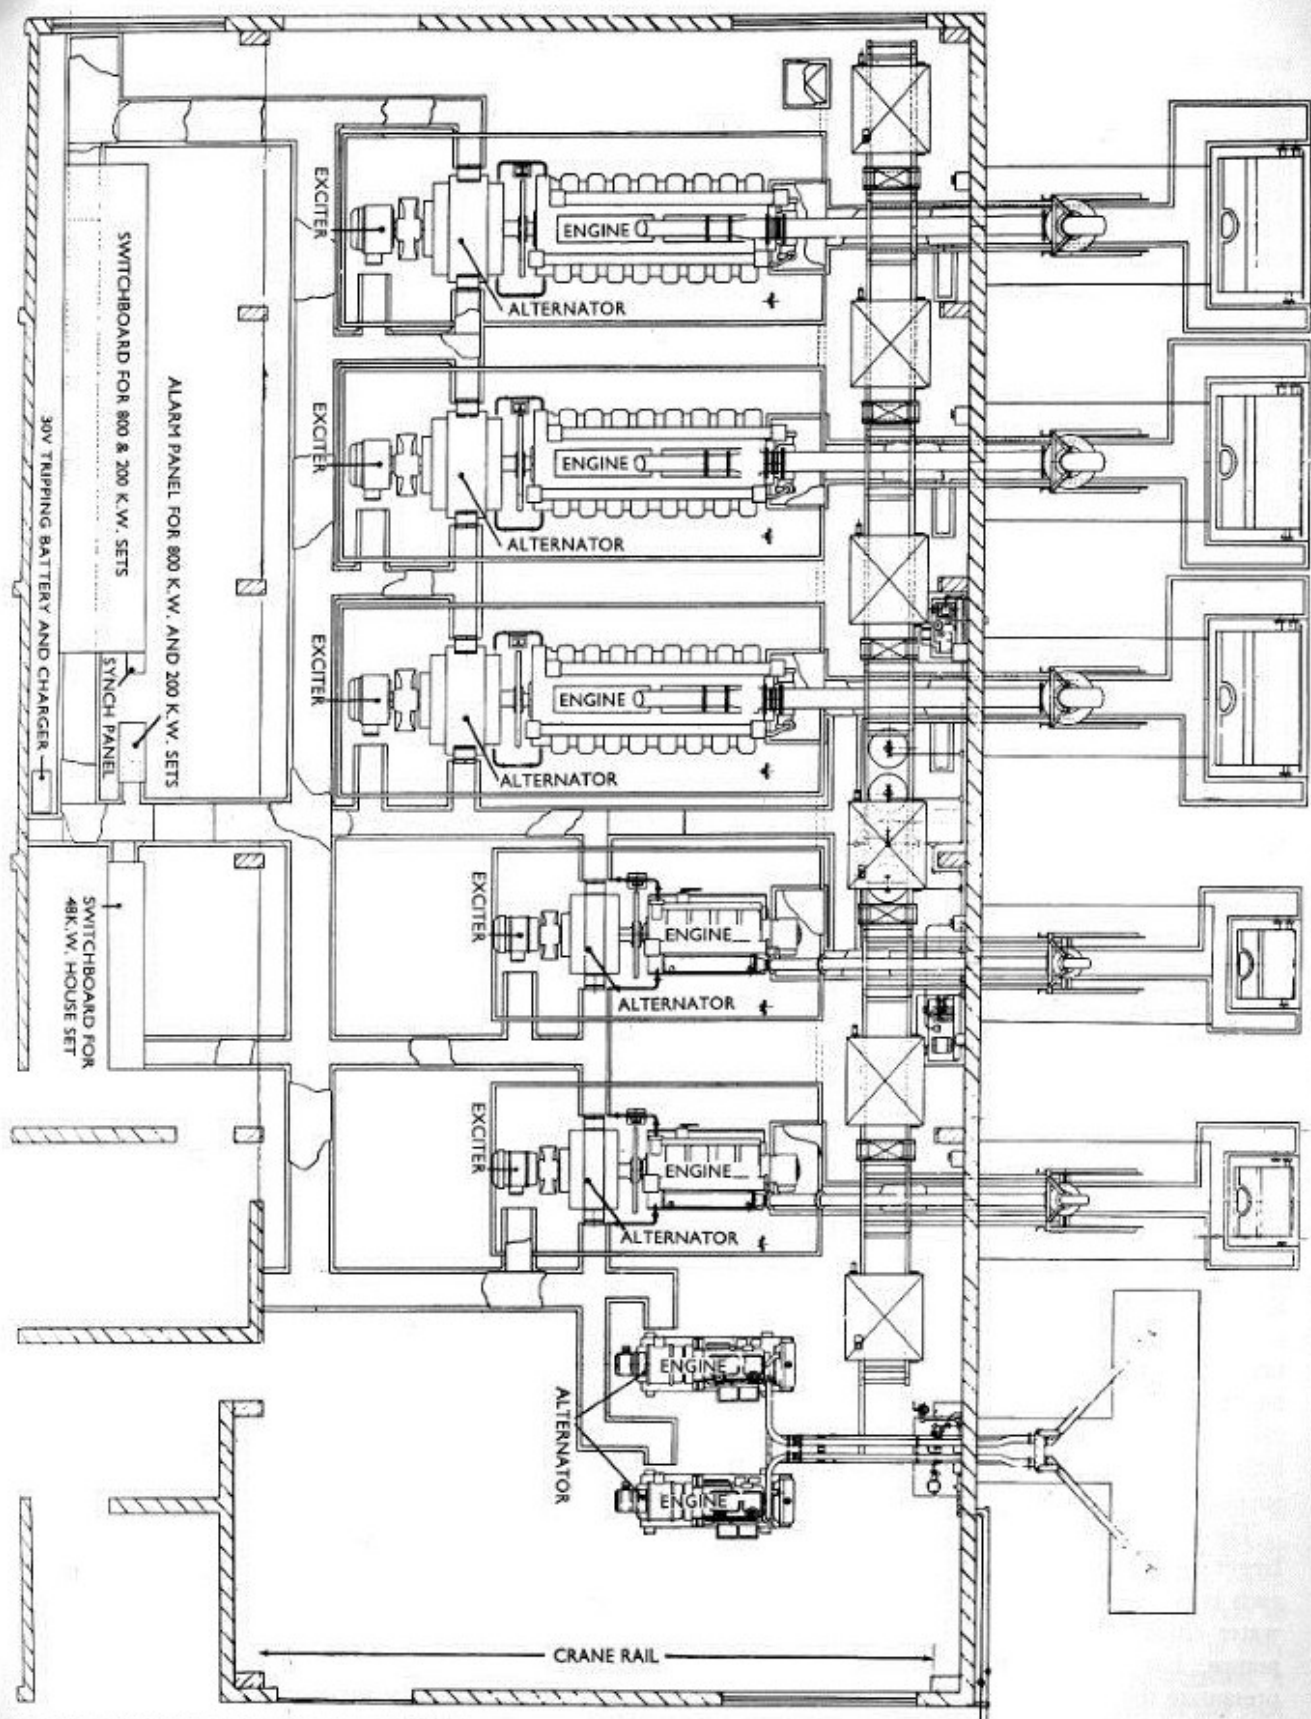 EXCITER
ENGINE
ALTERNATOR
SWITCHBOARD FOR 800 & 200 K.W. SETS
ALARM PANEL FOR 800 K.W. AND 200 K.W. SETS
30V TRIPPING BATTERY AND CHARGER
SYNCH PANEL
EXCITER
ENGINE
ALTERNATOR
EXCITER
ENGINE
ALTERNATOR
SWITCHBOARD FOR
48K.W. HOUSE SET
EXCITER
ENGINE
ALTERNATOR
EXCITER
ENGINE
ALTERNATOR
ENGINE
ALTERNATOR
ENGINE
CRANE RAIL